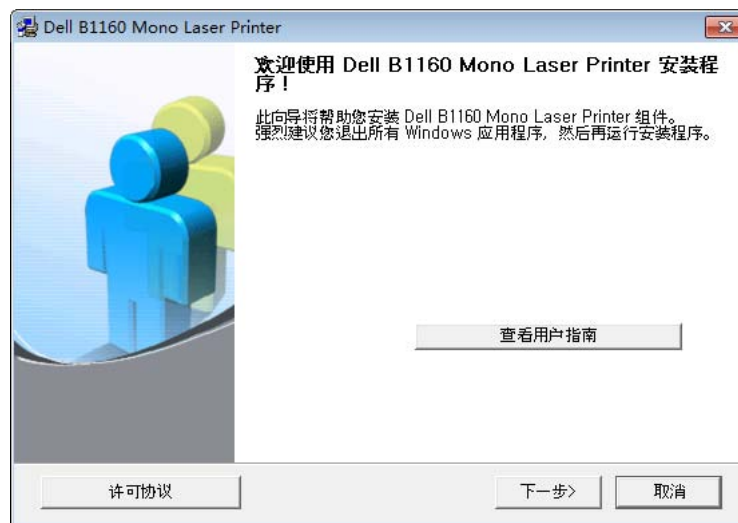 Dell B1160 Mono Laser Printer
欢迎使用 Dell B1160 Mono Laser Printer 安装程
序！
此向导将帮助您安装 Dell B1160 Mono Laser Printer 组件。
强烈建议您退出所有 Windows 应用程序，然后再运行安装程序。
查看用户指南
许可协议
下一步>
取消